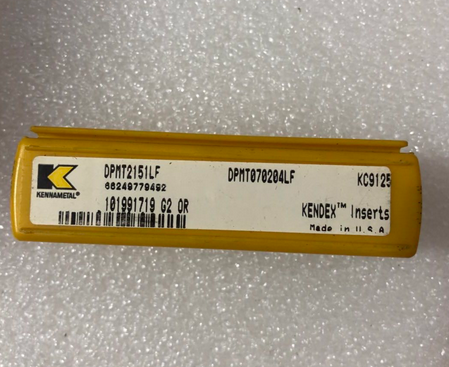 DPMT2151LF DPMT070204LF KC9125
66249779492
KENNAMETAL®
101991719 G2 OR KENDEX™ Inserts
Made in U.S.A